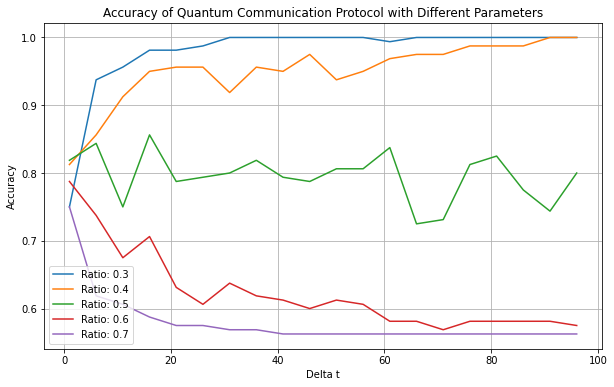 Accuracy of Quantum Communication Protocol with Different Parameters
1.0
0.9
0.8
0.7
0.6
Accuracy
Ratio: 0.3
Ratio: 0.4
Ratio: 0.5
Ratio: 0.6
Ratio: 0.7
0 20 40 60 80 100
Delta t